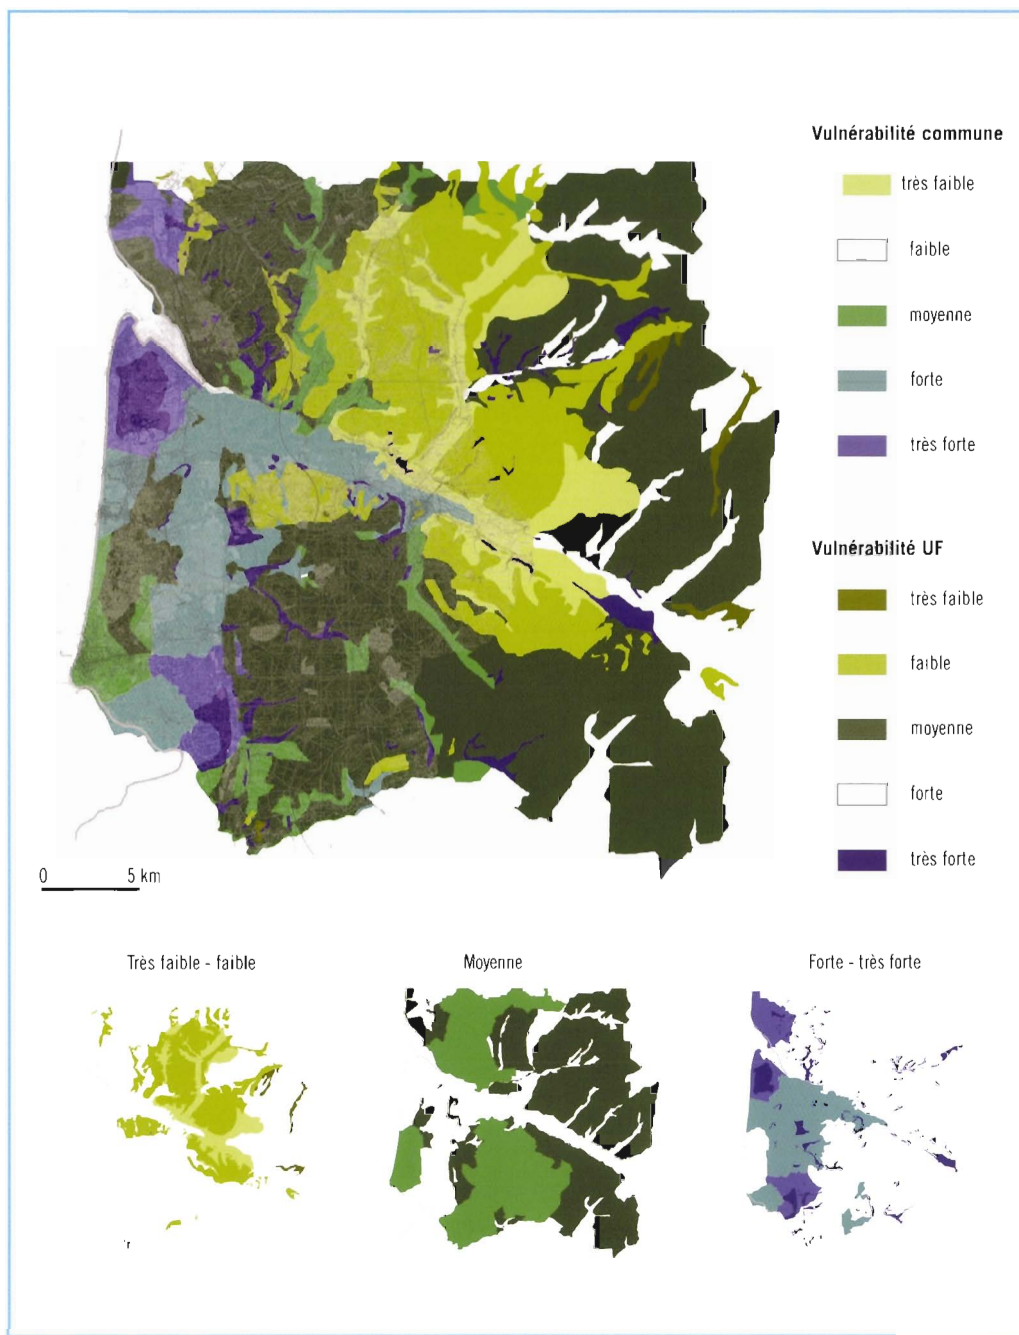 Vulnérabilité commune
très faible
faible
moyenne
forte
très forte
Vulnérabilité UF
très faible
faible
moyenne
forte
très forte
0 5 km
Très faible - faible
Moyenne
Forte - très forte